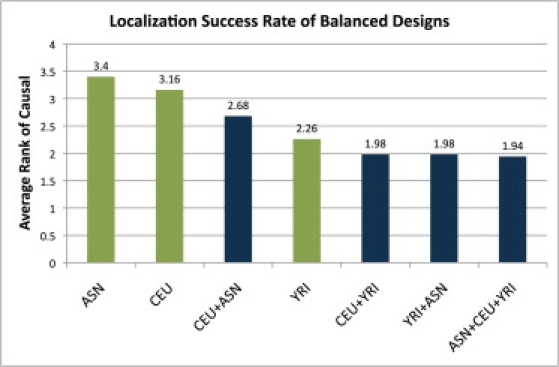 Localization Success Rate of Balanced Designs
Average Rank of Causal
4
3.5
3
2.5
2
1.5
1
0.5
0
3.4
3.16
2.68
2.26
1.98
1.98
1.94
ASN
CEU
CEU+ASN
YRI
CEU+YRI
YRI+ASN
ASN+CEU+YRI